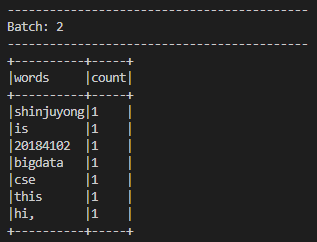 -------------------------------------------
Batch: 2
-------------------------------------------
+----------+-----+
|words     |count|
+----------+-----+
|shinjuyong|1    |
|is        |1    |
|20184102  |1    |
|bigdata   |1    |
|cse       |1    |
|this      |1    |
|hi,       |1    |
+----------+-----+